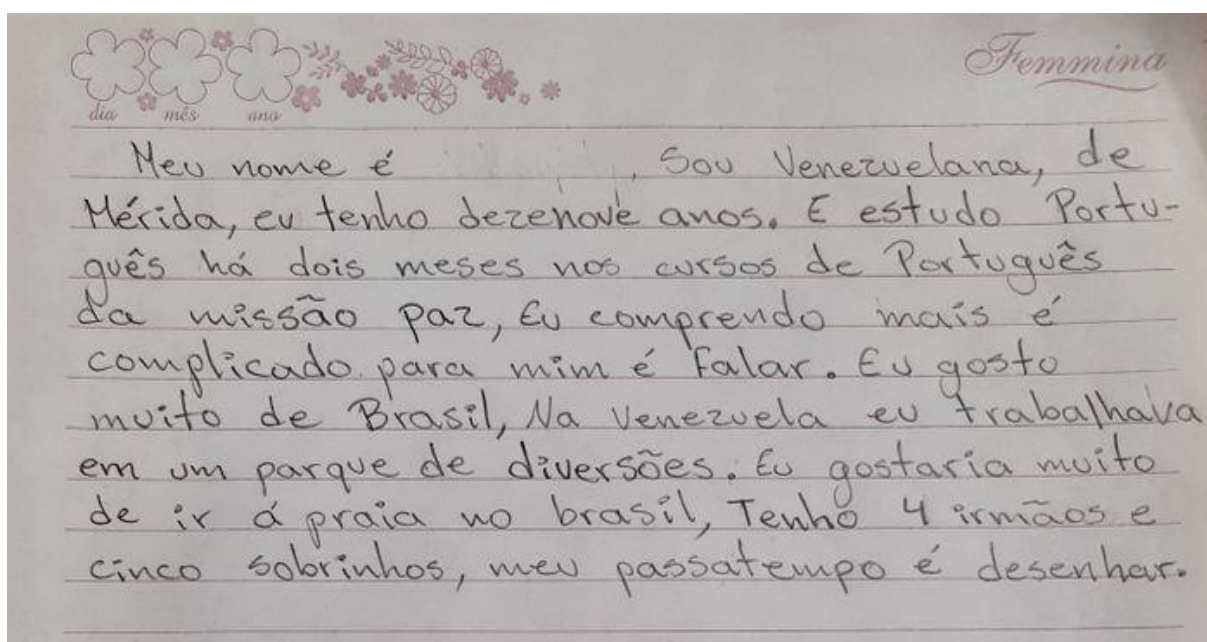 Femmina
dia mês ano
Meu nome é , Sou Venezuelana, de
Mérida, eu tenho dezenove anos. E estudo Portu-
guês há dois meses nos cursos de Português
da missão paz, Eu comprendo mais é
complicado para mim é falar. Eu gosto
muito de Brasil, Na Venezuela eu trabalhava
em um parque de diversões. Eu gostaria muito
de ir á praia no brasil, Tenho 4 irmãos e
cinco sobrinhos, meu passatempo é desenhar.